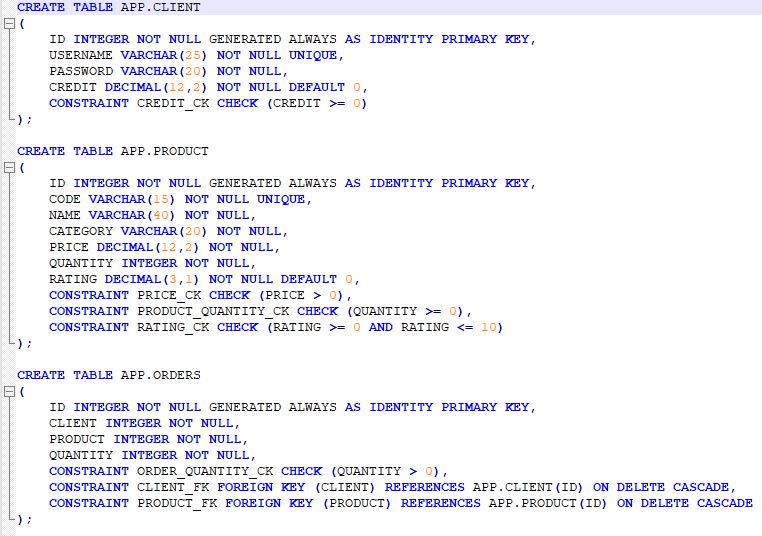 CREATE TABLE APP.CLIENT
(
ID INTEGER NOT NULL GENERATED ALWAYS AS IDENTITY PRIMARY KEY,
USERNAME VARCHAR(25) NOT NULL UNIQUE,
PASSWORD VARCHAR(20) NOT NULL,
CREDIT DECIMAL(12,2) NOT NULL DEFAULT 0,
CONSTRAINT CREDIT_CK CHECK (CREDIT >= 0)
);
CREATE TABLE APP.PRODUCT
(
ID INTEGER NOT NULL GENERATED ALWAYS AS IDENTITY PRIMARY KEY,
CODE VARCHAR(15) NOT NULL UNIQUE,
NAME VARCHAR(40) NOT NULL,
CATEGORY VARCHAR(20) NOT NULL,
PRICE DECIMAL(12,2) NOT NULL,
QUANTITY INTEGER NOT NULL,
RATING DECIMAL(3,1) NOT NULL DEFAULT 0,
CONSTRAINT PRICE_CK CHECK (PRICE > 0),
CONSTRAINT PRODUCT_QUANTITY_CK CHECK (QUANTITY >= 0),
CONSTRAINT RATING_CK CHECK (RATING >= 0 AND RATING <= 10)
);
CREATE TABLE APP.ORDERS
(
ID INTEGER NOT NULL GENERATED ALWAYS AS IDENTITY PRIMARY KEY,
CLIENT INTEGER NOT NULL,
PRODUCT INTEGER NOT NULL,
QUANTITY INTEGER NOT NULL,
CONSTRAINT ORDER_QUANTITY_CK CHECK (QUANTITY > 0),
CONSTRAINT CLIENT_FK FOREIGN KEY (CLIENT) REFERENCES APP.CLIENT(ID) ON DELETE CASCADE,
CONSTRAINT PRODUCT_FK FOREIGN KEY (PRODUCT) REFERENCES APP.PRODUCT(ID) ON DELETE CASCADE
);